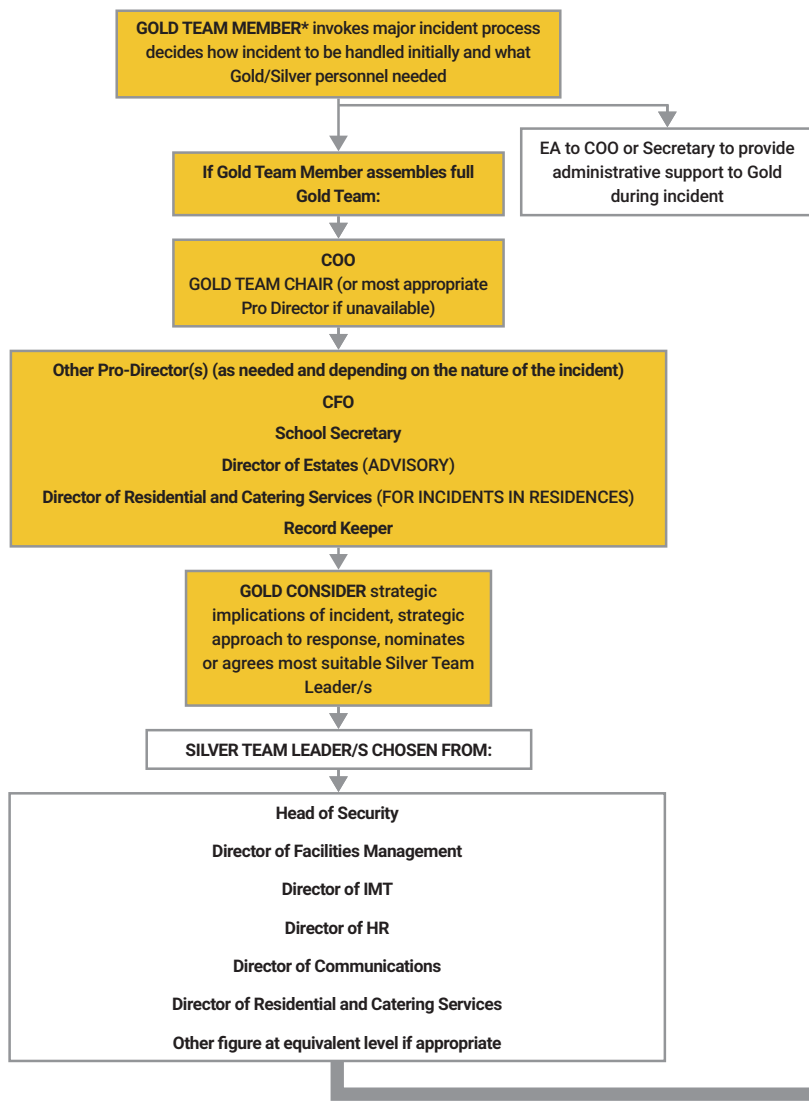 GOLD TEAM MEMBER* invokes major incident process
decides how incident to be handled initially and what
Gold/Silver personnel needed
EA to COO or Secretary to provide
administrative support to Gold
during incident
If Gold Team Member assembles full
Gold Team:
COO
GOLD TEAM CHAIR (or most appropriate
Pro Director if unavailable)
Other Pro-Director(s) (as needed and depending on the nature of the incident)
CFO
School Secretary
Director of Estates (ADVISORY)
Director of Residential and Catering Services (FOR INCIDENTS IN RESIDENCES)
Record Keeper
GOLD CONSIDER strategic
implications of incident, strategic
approach to response, nominates
or agrees most suitable Silver Team
Leader/s
SILVER TEAM LEADER/S CHOSEN FROM:
Head of Security
Director of Facilities Management
Director of IMT
Director of HR
Director of Communications
Director of Residential and Catering Services
Other figure at equivalent level if appropriate